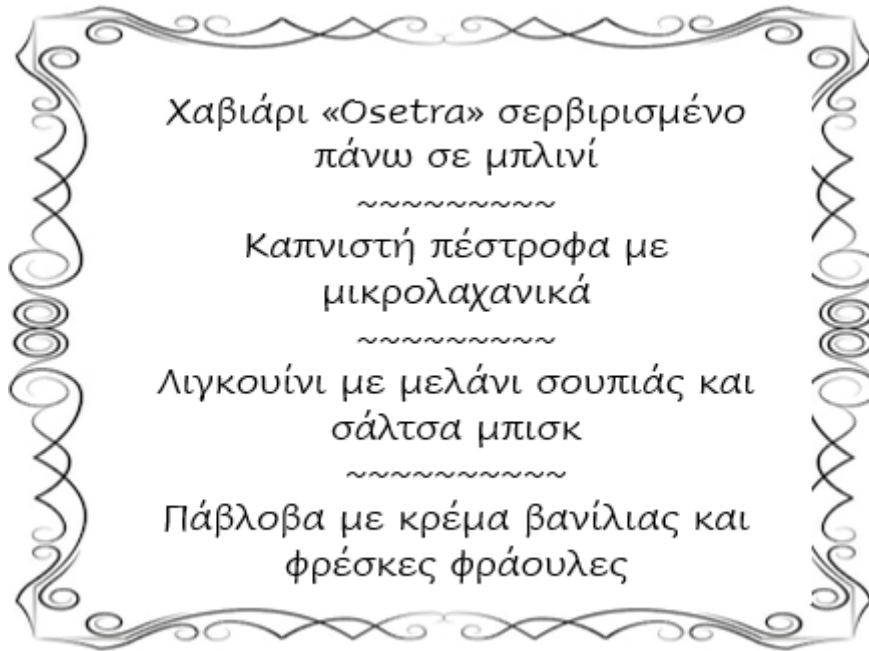 Χαβιάρι «Osetra» σερβιρισμένο
πάνω σε μπλινί
~~~~~~~~~
Καπνιστή πέστροφα με
μικρολαχανικά
~~~~~~~~~
Λιγκουίνι με μελάνι σουπιάς και
σάλτσα μπισκ
~~~~~~~~~~
Πάβλοβα με κρέμα βανίλιας και
φρέσκες φράουλες